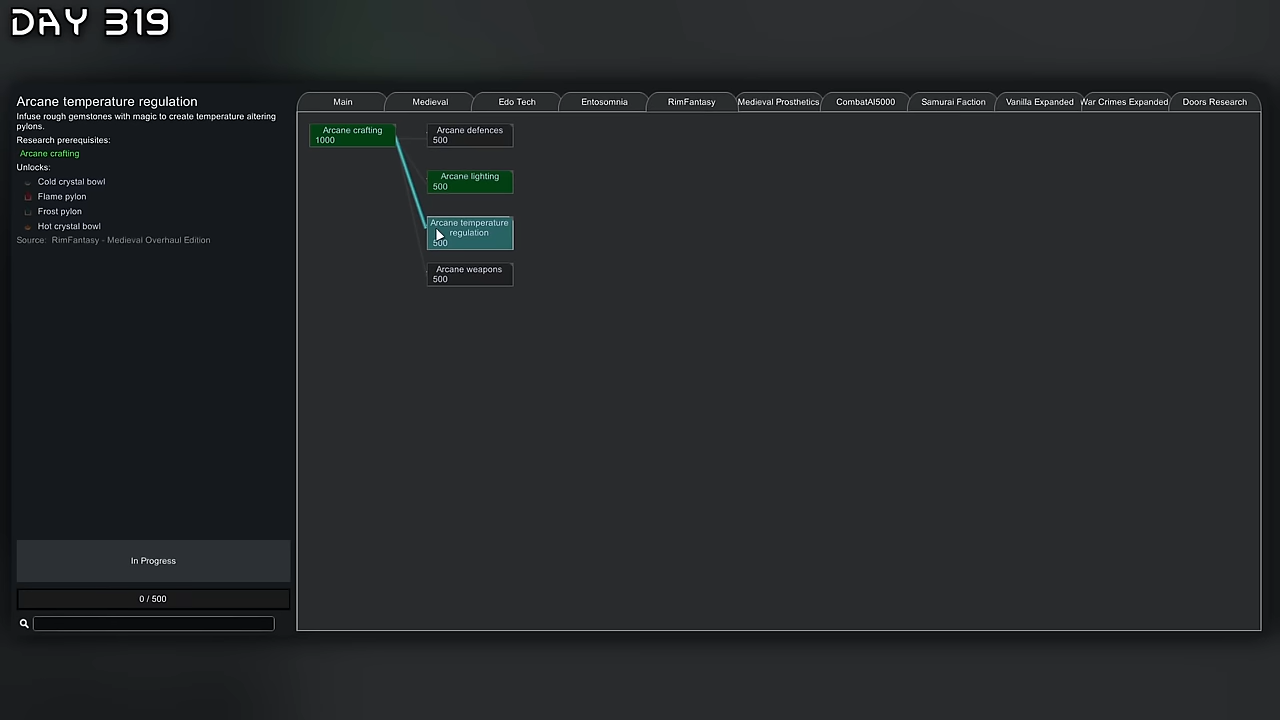 DAY 319
Arcane temperature regulation
Infuse rough gemstones with magic to create temperature altering
pylons.
Research prerequisites:
Arcane crafting
Unlocks:
Cold crystal bowl
Flame pylon
Frost pylon
Hot crystal bowl
Source: RimFantasy - Medieval Overhaul Edition
In Progress
0 / 500
Main
Medieval
Edo Tech
Entosomnia
RimFantasy
Medieval Prosthetics
CombatAI5000
Samurai Faction
Vanilla Expanded
War Crimes Expanded
Doors Research
Arcane crafting
1000
Arcane defences
500
Arcane lighting
500
Arcane temperature
regulation
500
Arcane weapons
500